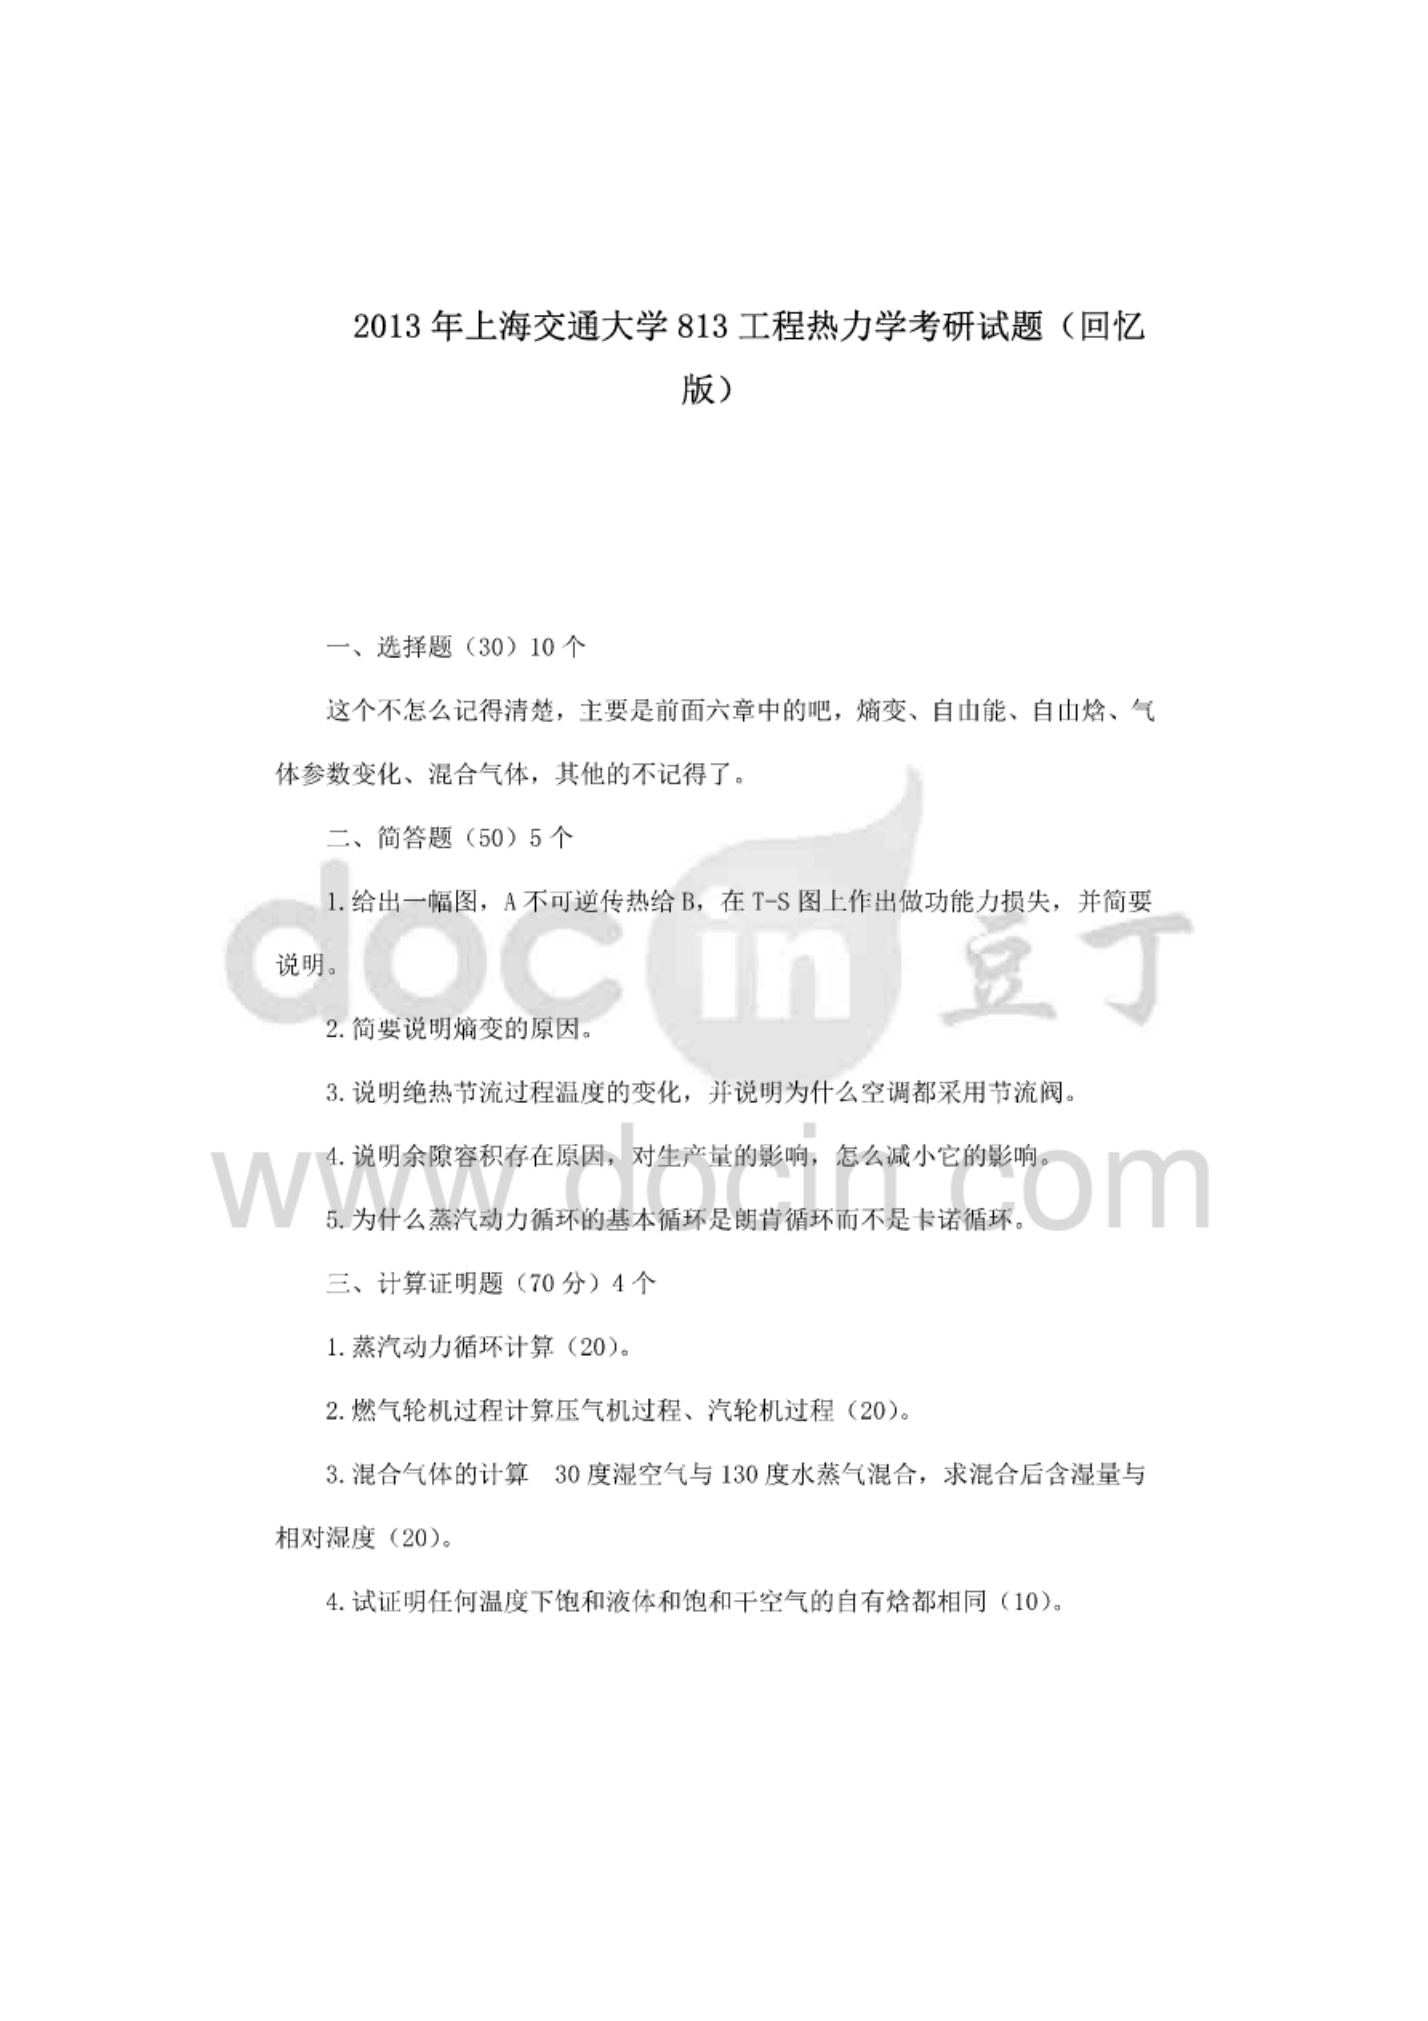 2013 年上海交通大学 813 工程热力学考研试题（回忆
版）
一、选择题（30）10 个
这个不怎么记得清楚，主要是前面六章中的吧，熵变、自由能、自由焓、气
体参数变化、混合气体，其他的不记得了。
二、简答题（50）5 个
1.给出一幅图，A 不可逆传热给 B，在 T-S 图上作出做功能力损失，并简要
说明。
2.简要说明熵变的原因。
3.说明绝热节流过程温度的变化，并说明为什么空调都采用节流阀。
4.说明余隙容积存在原因，对生产量的影响，怎么减小它的影响。
5.为什么蒸汽动力循环的基本循环是朗肯循环而不是卡诺循环。
三、计算证明题（70 分）4 个
1.蒸汽动力循环计算（20）。
2.燃气轮机过程计算压气机过程、汽轮机过程（20）。
3.混合气体的计算　30 度湿空气与 130 度水蒸气混合，求混合后含湿量与
相对湿度（20）。
4.试证明任何温度下饱和液体和饱和干空气的自有焓都相同（10）。
docin 豆丁
www.docin.com